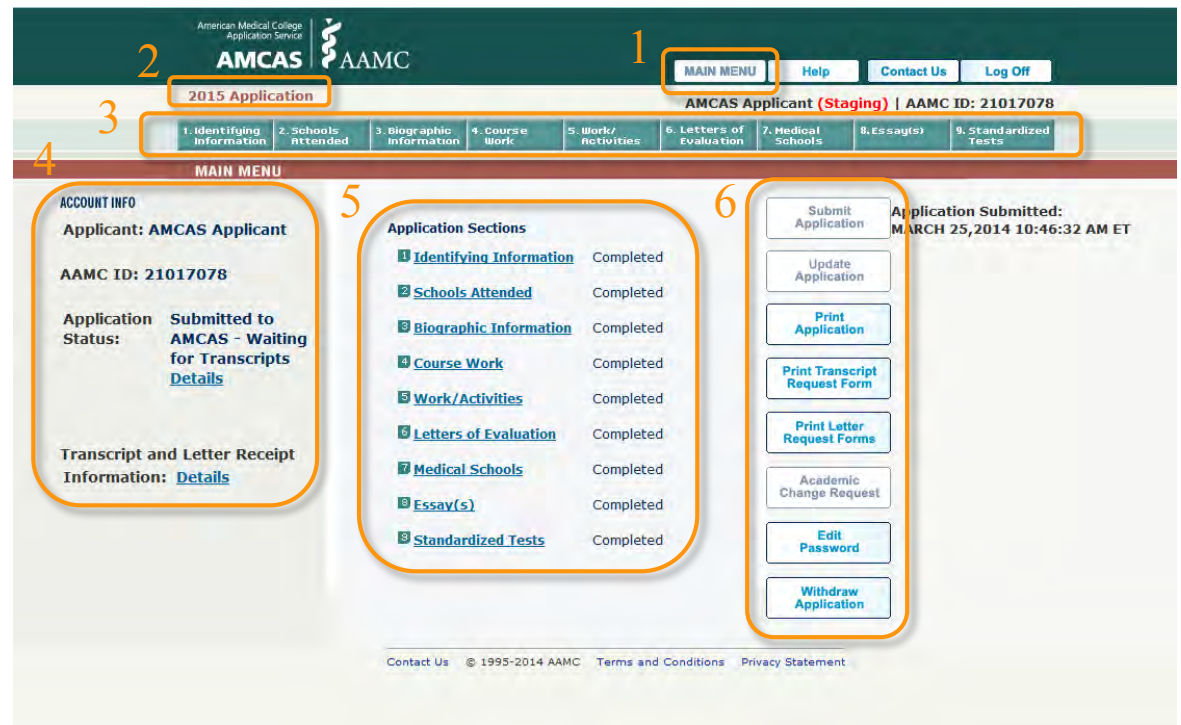 American Medical College
Application Service
AMCAS
AAMC
1
MAIN MENU
Help
Contact Us
Log Off
2
2015 Application
AMCAS Applicant (Staging) | AAMC ID: 21017078
3
1. Identifying
Information
2. Schools
Attended
3. Biographic
Information
4. Course
Work
5. Work/
Activities
6. Letters of
Evaluation
7. Medical
Schools
8. Essay(s)
9. Standardized
Tests
MAIN MENU
4
ACCOUNT INFO
Applicant: AMCAS Applicant
AAMC ID: 21017078
Application
Status:
Submitted to
AMCAS - Waiting
for Transcripts
Details
Transcript and Letter Receipt
Information: Details
5
Application Sections
1 Identifying Information Completed
2 Schools Attended Completed
3 Biographic Information Completed
4 Course Work Completed
5 Work/Activities Completed
6 Letters of Evaluation Completed
7 Medical Schools Completed
8 Essay(s) Completed
9 Standardized Tests Completed
6
Submit
Application
Application Submitted:
MARCH 25,2014 10:46:32 AM ET
Update
Application
Print
Application
Print Transcript
Request Form
Print Letter
Request Forms
Academic
Change Request
Edit
Password
Withdraw
Application
Contact Us © 1995-2014 AAMC Terms and Conditions Privacy Statement